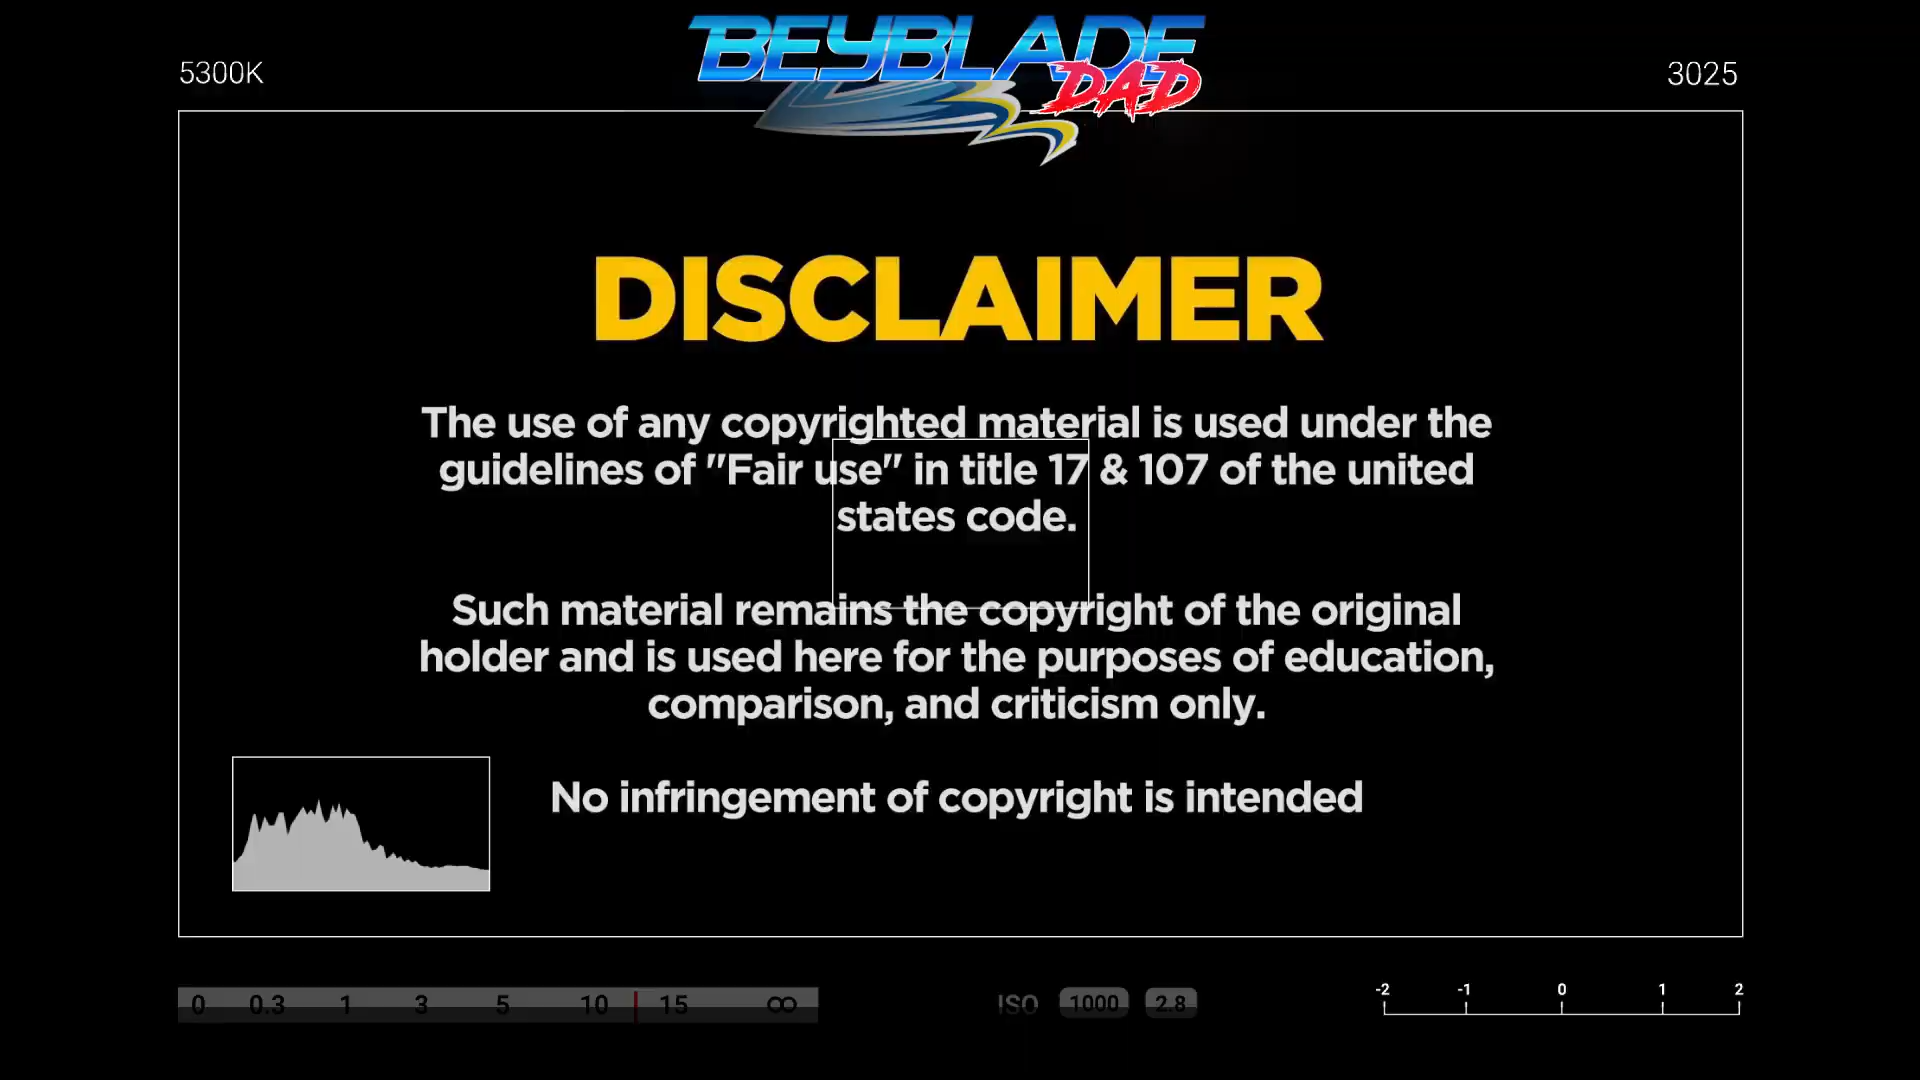 BEYBLADE
DAD
5300K
3025
DISCLAIMER
The use of any copyrighted material is used under the
guidelines of "Fair use" in title 17 & 107 of the united
states code.
Such material remains the copyright of the original
holder and is used here for the purposes of education,
comparison, and criticism only.
No infringement of copyright is intended
0 0.3 1 3 5 10 15 ∞
ISO 1000 2.8
-2 -1 0 1 2